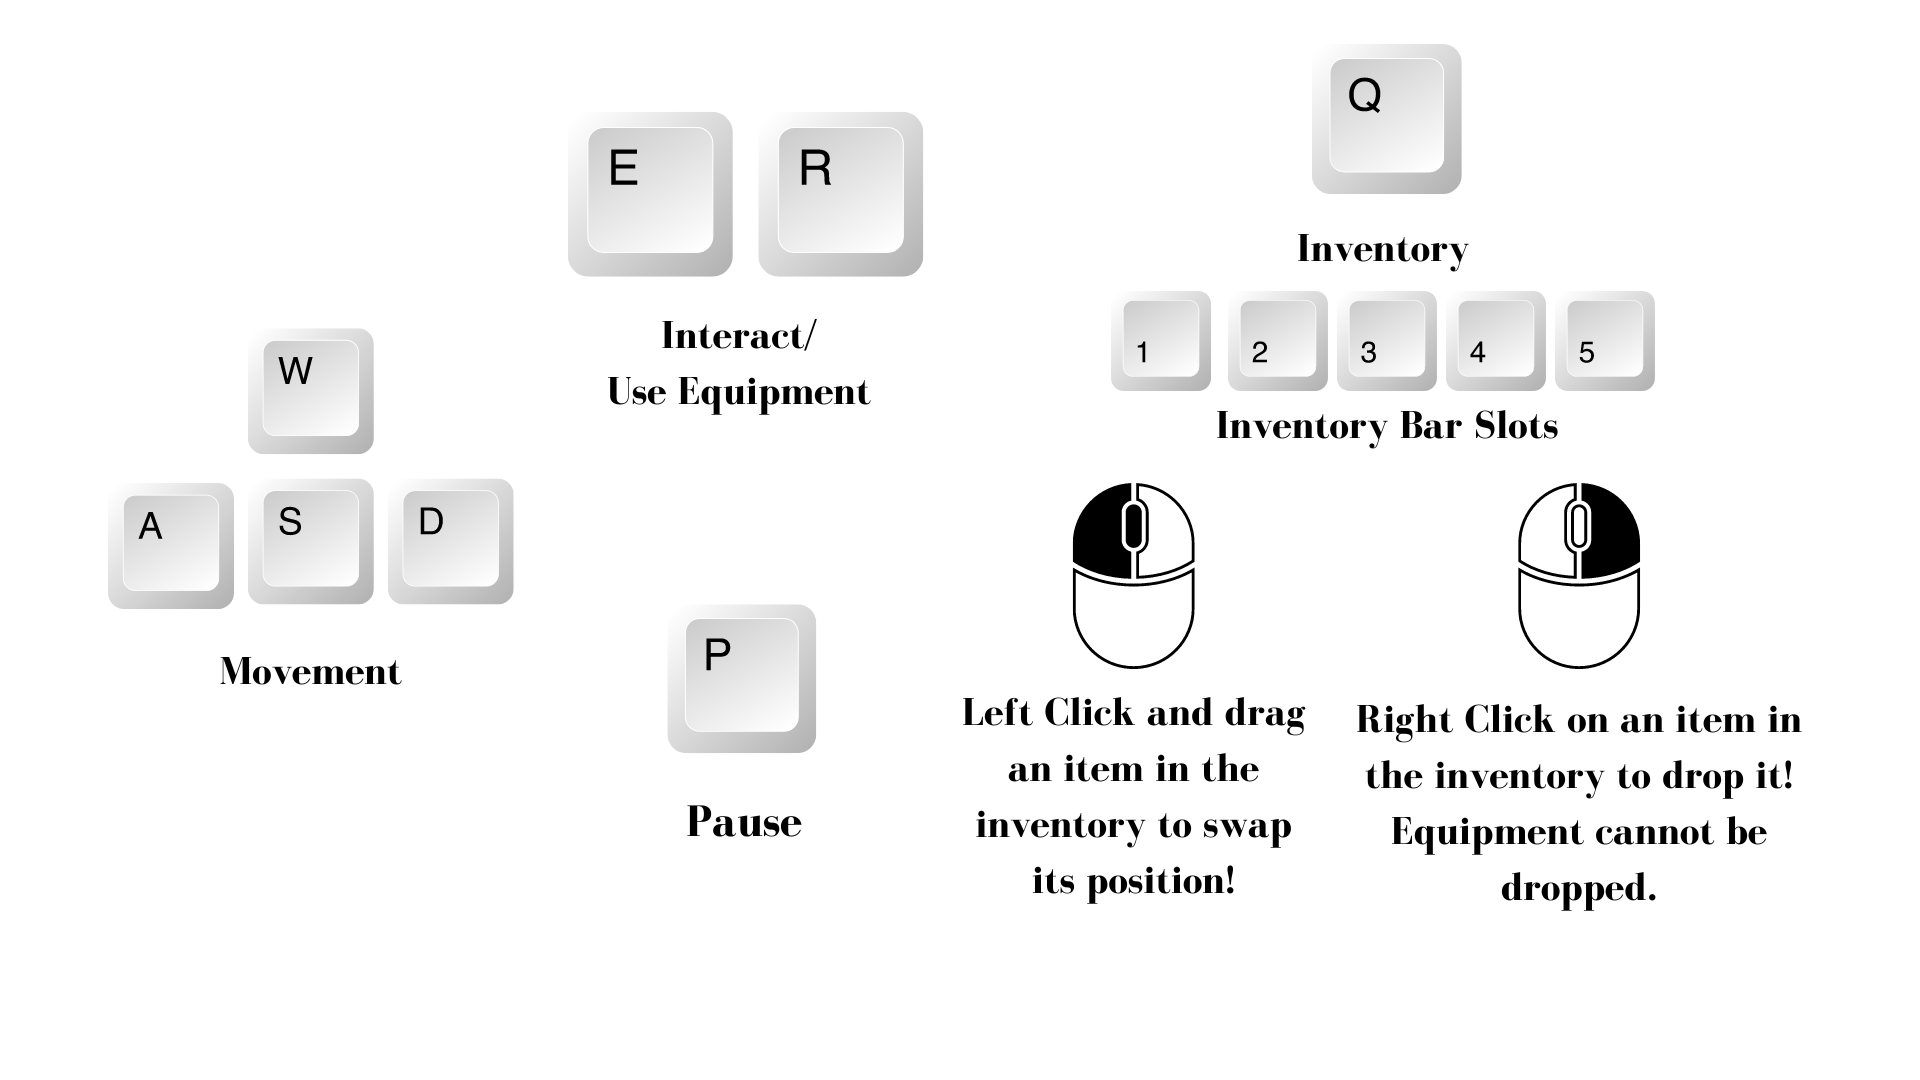 W
A
S
D
Movement
E
R
Interact/
Use Equipment
P
Pause
Q
Inventory
1
2
3
4
5
Inventory Bar Slots
Left Click and drag
an item in the
inventory to swap
its position!
Right Click on an item in
the inventory to drop it!
Equipment cannot be
dropped.